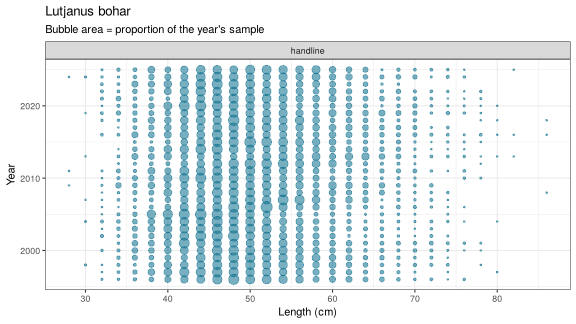 Lutjanus bohar
Bubble area = proportion of the year's sample
handline
2020
2010
2000
Year
30 40 50 60 70 80
Length (cm)